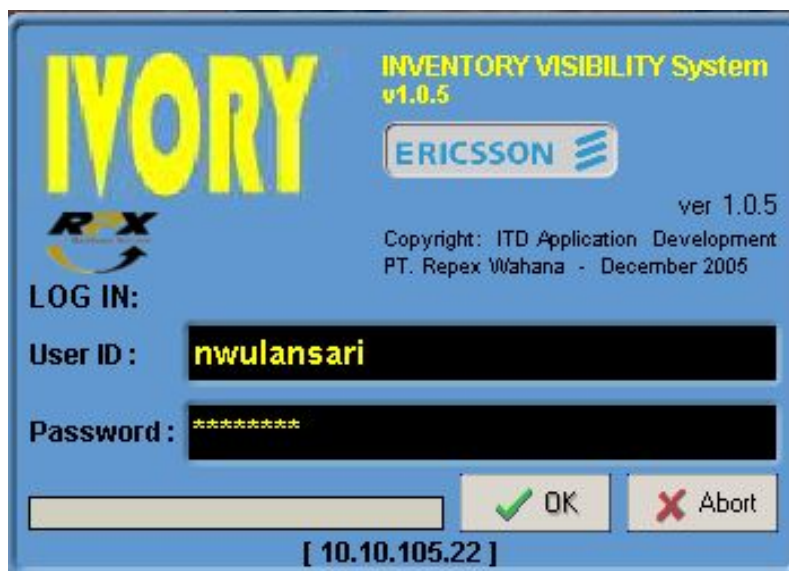 IVORY
INVENTORY VISIBILITY System
v1.0.5
ERICSSON
ver 1.0.5
RPX
Copyright: ITD Application Development
PT. Repex Wahana - December 2005
LOG IN:
User ID : nwulansari
Password : ********
OK
Abort
[ 10.10.105.22 ]